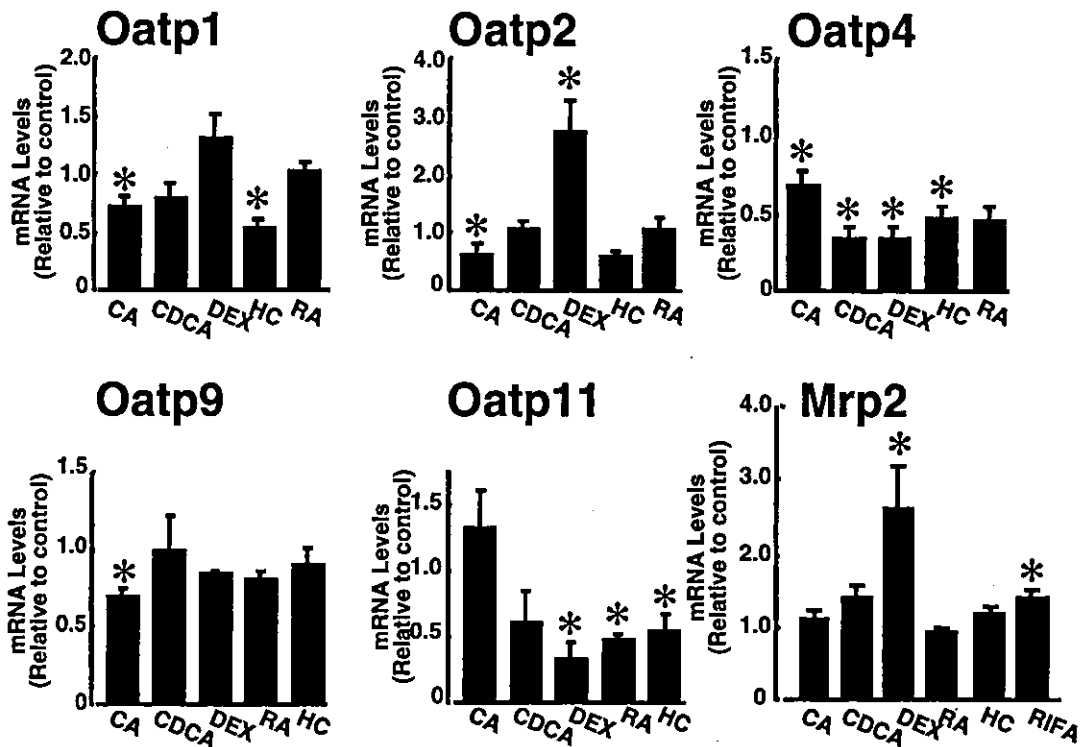 Oatp1
mRNA Levels
(Relative to control)
2.0
1.5
1.0
0.5
0
*
*
CA
CDCA
DEX
HC
RA
Oatp2
mRNA Levels
(Relative to control)
4.0
3.0
2.0
1.0
0
*
*
CA
CDCA
DEX
HC
RA
Oatp4
mRNA Levels
(Relative to control)
1.5
1.0
0.5
0
*
*
*
*
CA
CDCA
DEX
HC
RA
Oatp9
mRNA Levels
(Relative to control)
1.5
1.0
0.5
0
*
CA
CDCA
DEX
RA
HC
Oatp11
mRNA Levels
(Relative to control)
1.5
1.0
0.5
0
*
*
*
CA
CDCA
DEX
RA
HC
Mrp2
mRNA Levels
(Relative to control)
4.0
3.0
2.0
1.0
0
*
*
CA
CDCA
DEX
RA
HC
RIFA